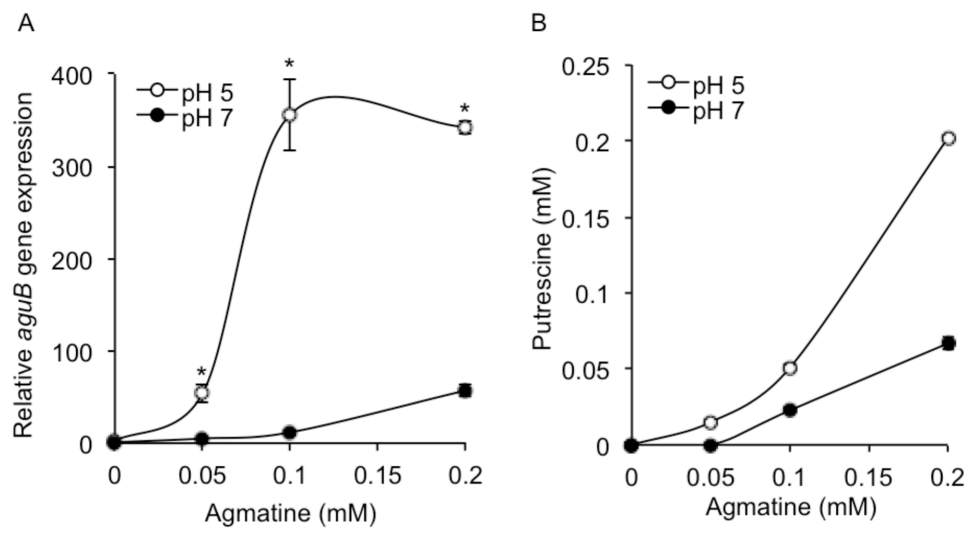 A
Relative aguB gene expression
400
300
200
100
0
pH 5
pH 7
*
*
*
0 0.05 0.1 0.15 0.2
Agmatine (mM)
B
Putrescine (mM)
0.25
0.2
0.15
0.1
0.05
0
pH 5
pH 7
0 0.05 0.1 0.15 0.2
Agmatine (mM)